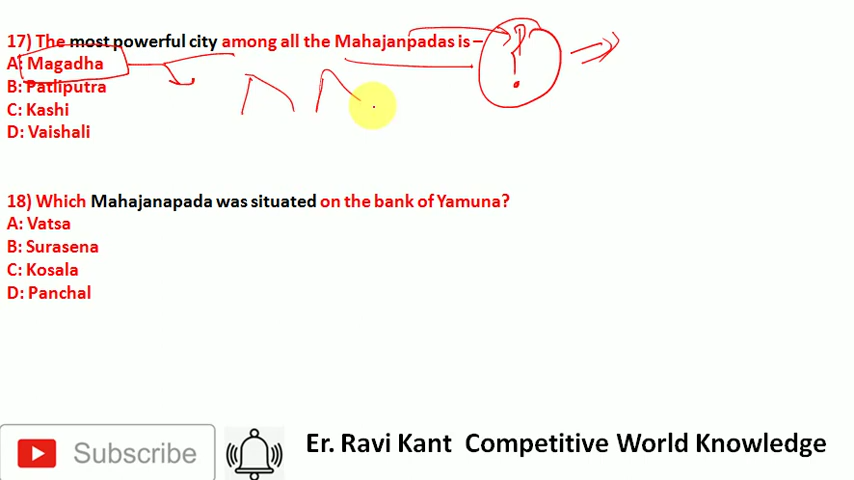 17) The most powerful city among all the Mahajanpadas is –
A: Magadha
B: Patliputra
C: Kashi
D: Vaishali
18) Which Mahajanapada was situated on the bank of Yamuna?
A: Vatsa
B: Surasena
C: Kosala
D: Panchal
Subscribe
Er. Ravi Kant Competitive World Knowledge